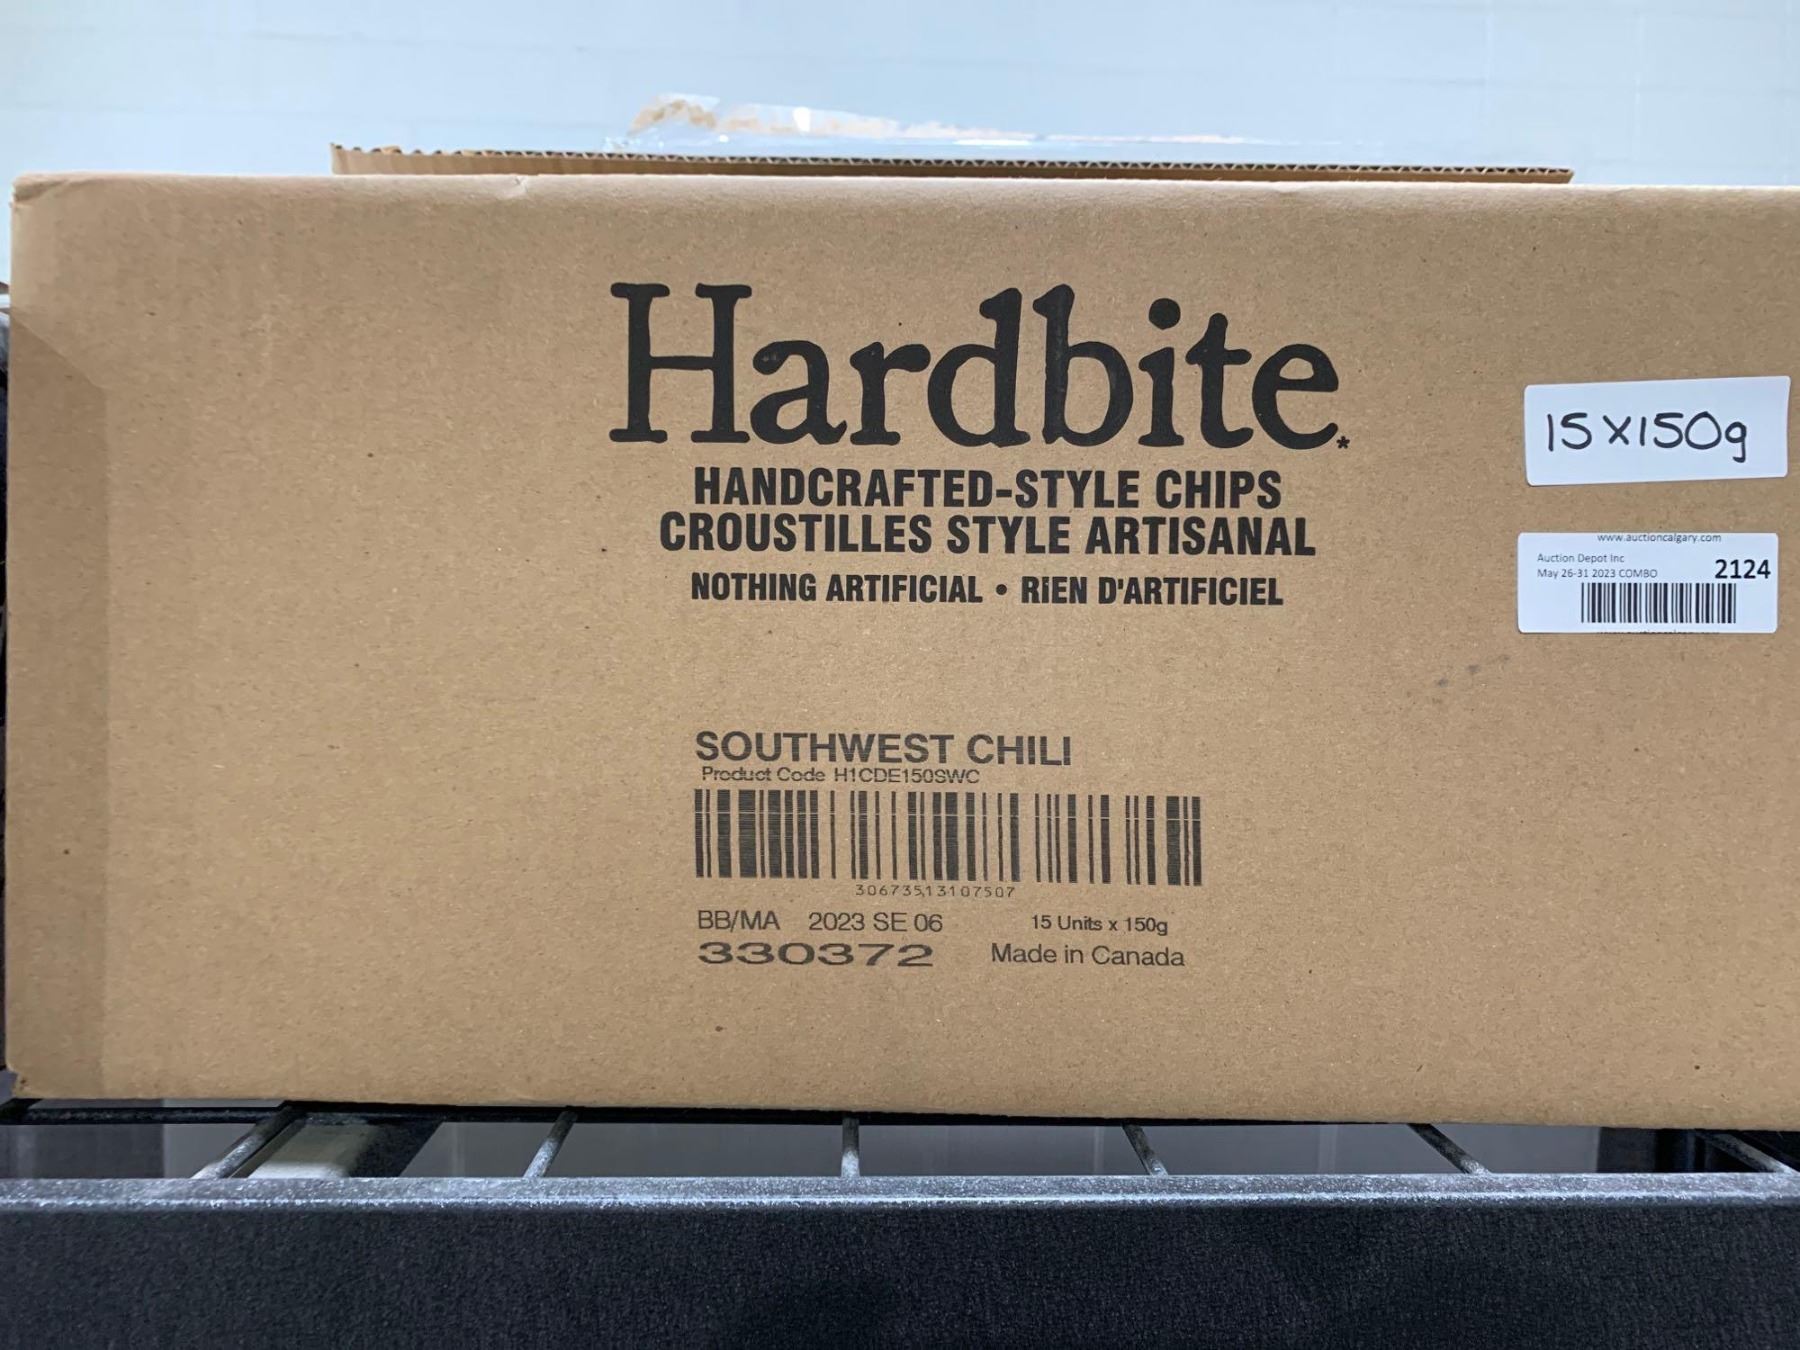 Hardbite
HANDCRAFTED-STYLE CHIPS
CROUSTILLES STYLE ARTISANAL
NOTHING ARTIFICIAL • RiEN D'ARTIFICIEL
15 x 150g
www.auctioncalgary.com
Auction Depot Inc
May 26-31 2023 COMBO
2124
SOUTHWEST CHILI
Product Code H1CDE150SWC
30673513107507
BB/MA 2023 SE 06
15 Units x 150g
330372
Made in Canada